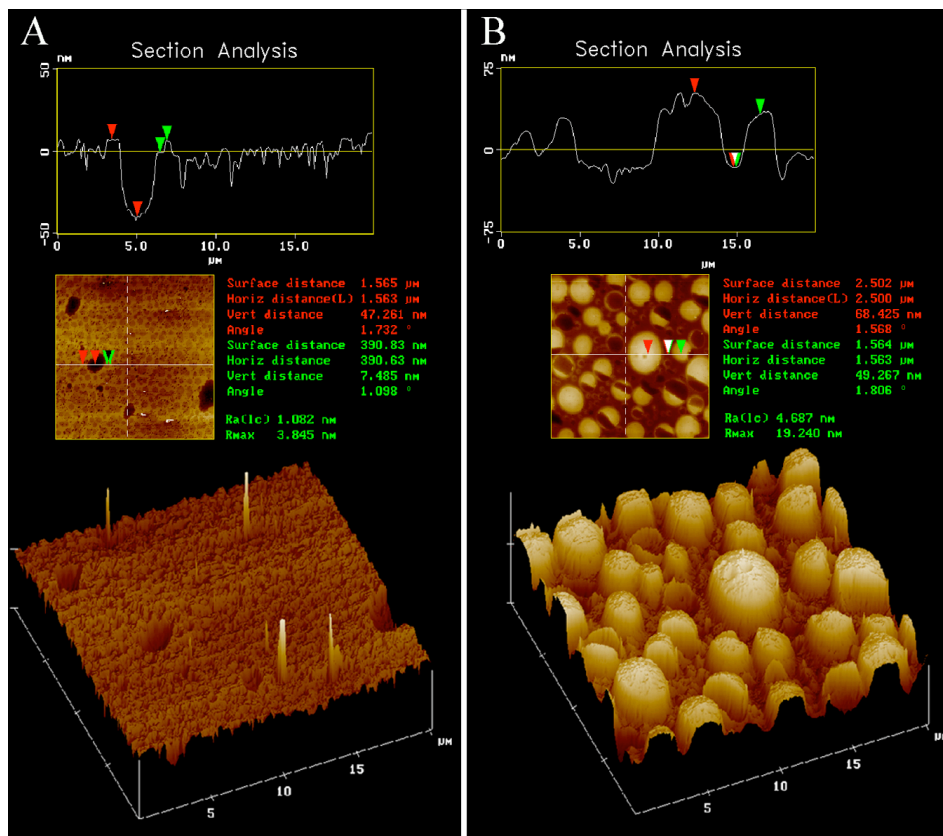 A
Section Analysis
nm
50
0
-50
0
5.0
10.0
15.0
µm
Surface distance 1.565 µm
Horiz distance(L) 1.563 µm
Vert distance 47.261 nm
Angle 1.732 °
Surface distance 390.83 nm
Horiz distance 390.63 nm
Vert distance 7.485 nm
Angle 1.098 °
Ra(lc) 1.082 nm
Rmax 3.845 nm
5
10
15
µm
B
Section Analysis
nm
75
0
-75
0
5.0
10.0
15.0
µm
Surface distance 2.502 µm
Horiz distance(L) 2.500 µm
Vert distance 68.425 nm
Angle 1.568 °
Surface distance 1.564 µm
Horiz distance 1.563 µm
Vert distance 49.267 nm
Angle 1.806 °
Ra(lc) 4.687 nm
Rmax 19.240 nm
5
10
15
µm